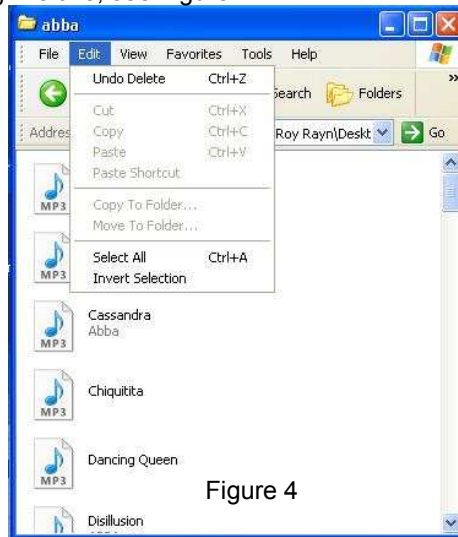 abba
File Edit View Favorites Tools Help
Undo Delete Ctrl+Z
Search Folders »
Cut Ctrl+X
Copy Ctrl+C
Roy Rayn\Deskt Go
Paste Ctrl+V
Paste Shortcut
MP3
Copy To Folder...
Move To Folder...
Select All Ctrl+A
MP3
Invert Selection
Cassandra
Abba
MP3
Chiquitita
MP3
Dancing Queen
MP3
Figure 4
Disillusion